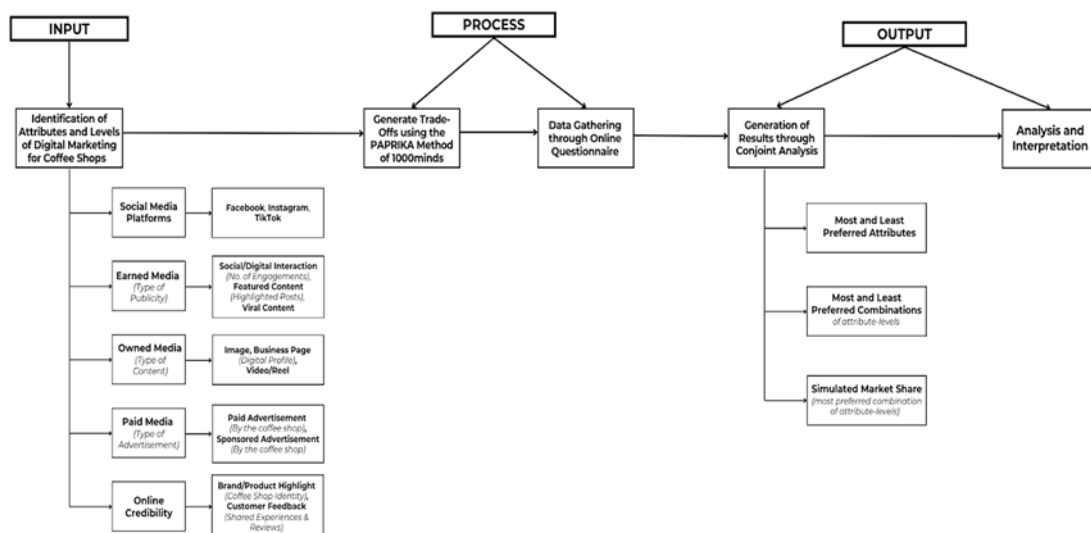 INPUT
PROCESS
OUTPUT
Identification of
Attributes and Levels
of Digital Marketing
for Coffee Shops
Generate Trade-
Offs using the
PAPRIKA Method
of 1000minds
Data Gathering
through Online
Questionnaire
Generation of
Results through
Conjoint Analysis
Analysis and
Interpretation
Social Media
Platforms
Facebook, Instagram,
TikTok
Earned Media
(Type of
Publicity)
Social/Digital Interaction
(No. of Engagements),
Featured Content
(Highlighted Posts),
Viral Content
Owned Media
(Type of
Content)
Image, Business Page
(Digital Profile),
Video/Reel
Paid Media
(Type of
Advertisement)
Paid Advertisement
(By the coffee shop),
Sponsored Advertisement
(By the coffee shop)
Online
Credibility
Brand/Product Highlight
(Coffee Shop Identity),
Customer Feedback
(Shared Experiences &
Reviews)
Most and Least
Preferred Attributes
Most and Least
Preferred Combinations
of attribute-levels
Simulated Market Share
(most preferred combination
of attribute-levels)